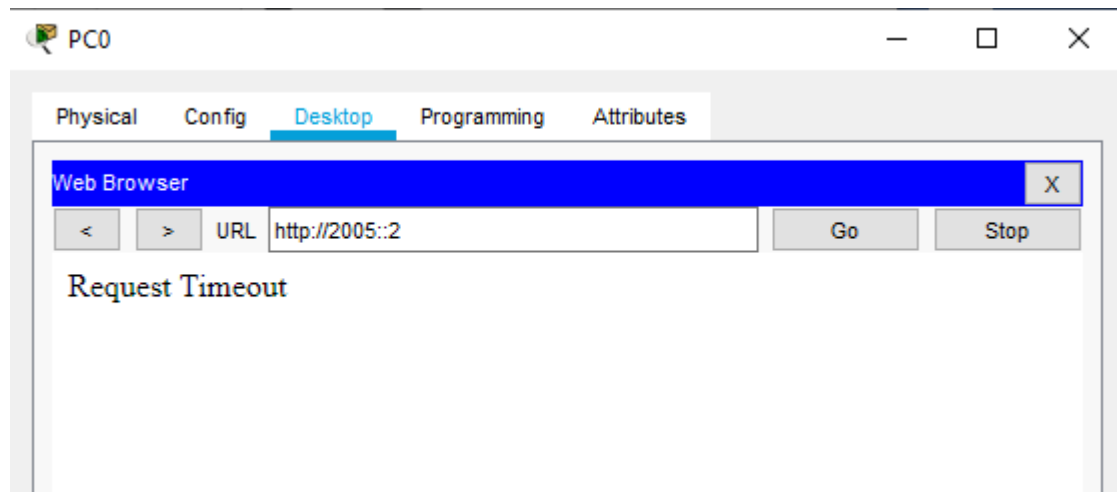 PC0
Physical Config Desktop Programming Attributes
Web Browser X
< > URL http://2005::2 Go Stop
Request Timeout